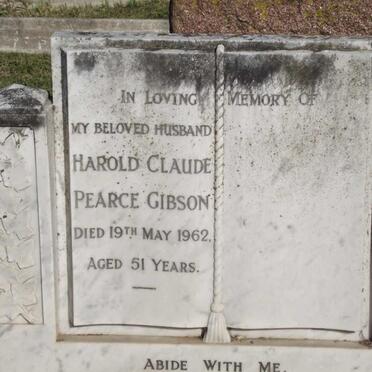 IN LOVING MEMORY OF
MY BELOVED HUSBAND
HAROLD CLAUDE
PEARCE GIBSON
DIED 19TH MAY 1962.
AGED 51 YEARS.
ABIDE WITH ME.